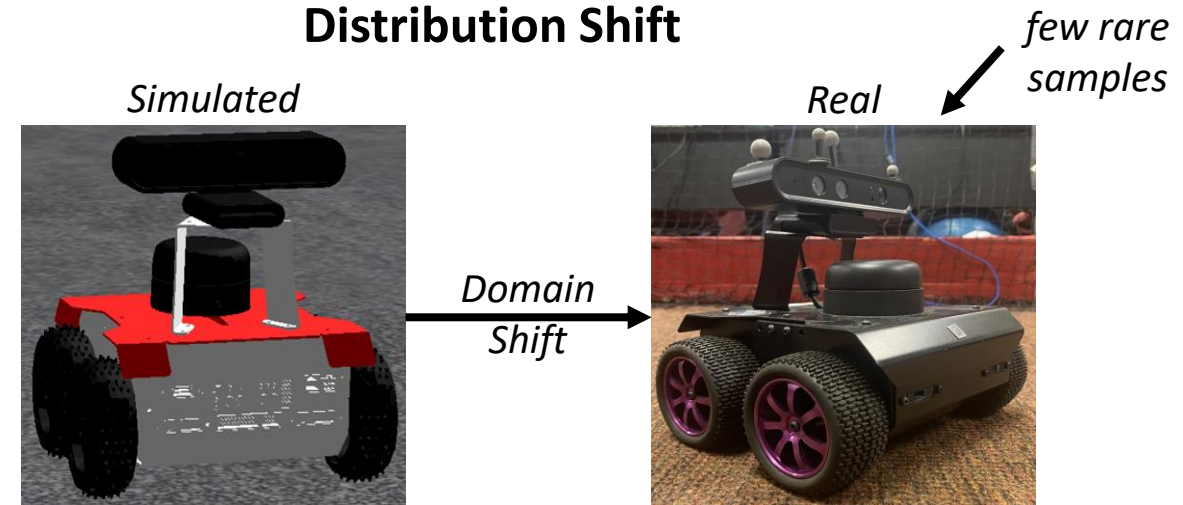 Distribution Shift
few rare
samples
Simulated
Real
Domain
Shift